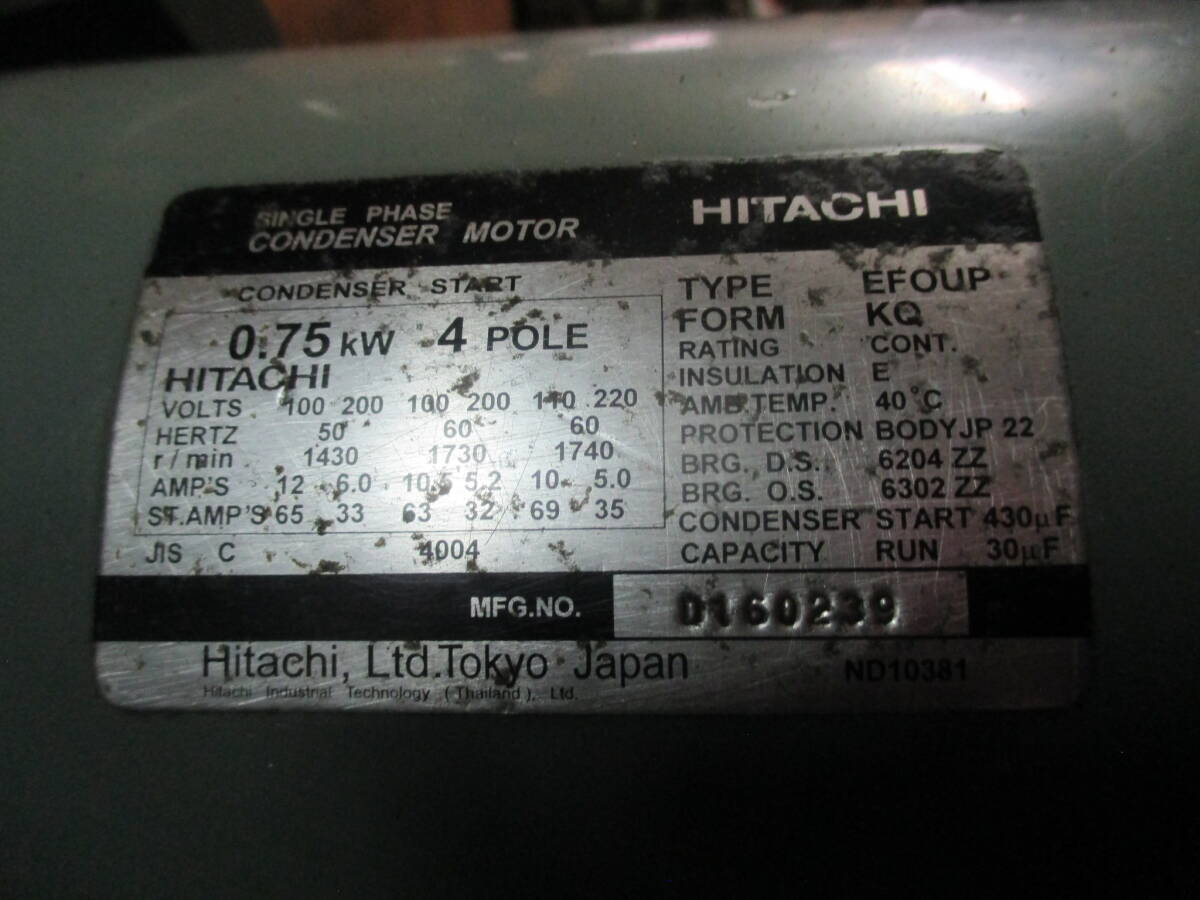 SINGLE PHASE
CONDENSER MOTOR
HITACHI
CONDENSER START
0.75 kW 4 POLE
HITACHI
VOLTS 100 200 100 200 110 220
HERTZ 50 60 60
r/min 1430 1730 1740
AMP'S 12 6.0 10.5 5.2 10 5.0
ST.AMP'S 65 33 63 32 69 35
JIS C 4004
TYPE EFOUP
FORM KQ
RATING CONT.
INSULATION E
AMB.TEMP. 40°C
PROTECTION BODYJP 22
BRG. D.S. 6204 ZZ
BRG. O.S. 6302 ZZ
CONDENSER START 430μF
CAPACITY RUN 30μF
MFG.NO. D160239
Hitachi, Ltd.Tokyo Japan
ND10381
Hitachi Industrial Technology (Thailand), Ltd.